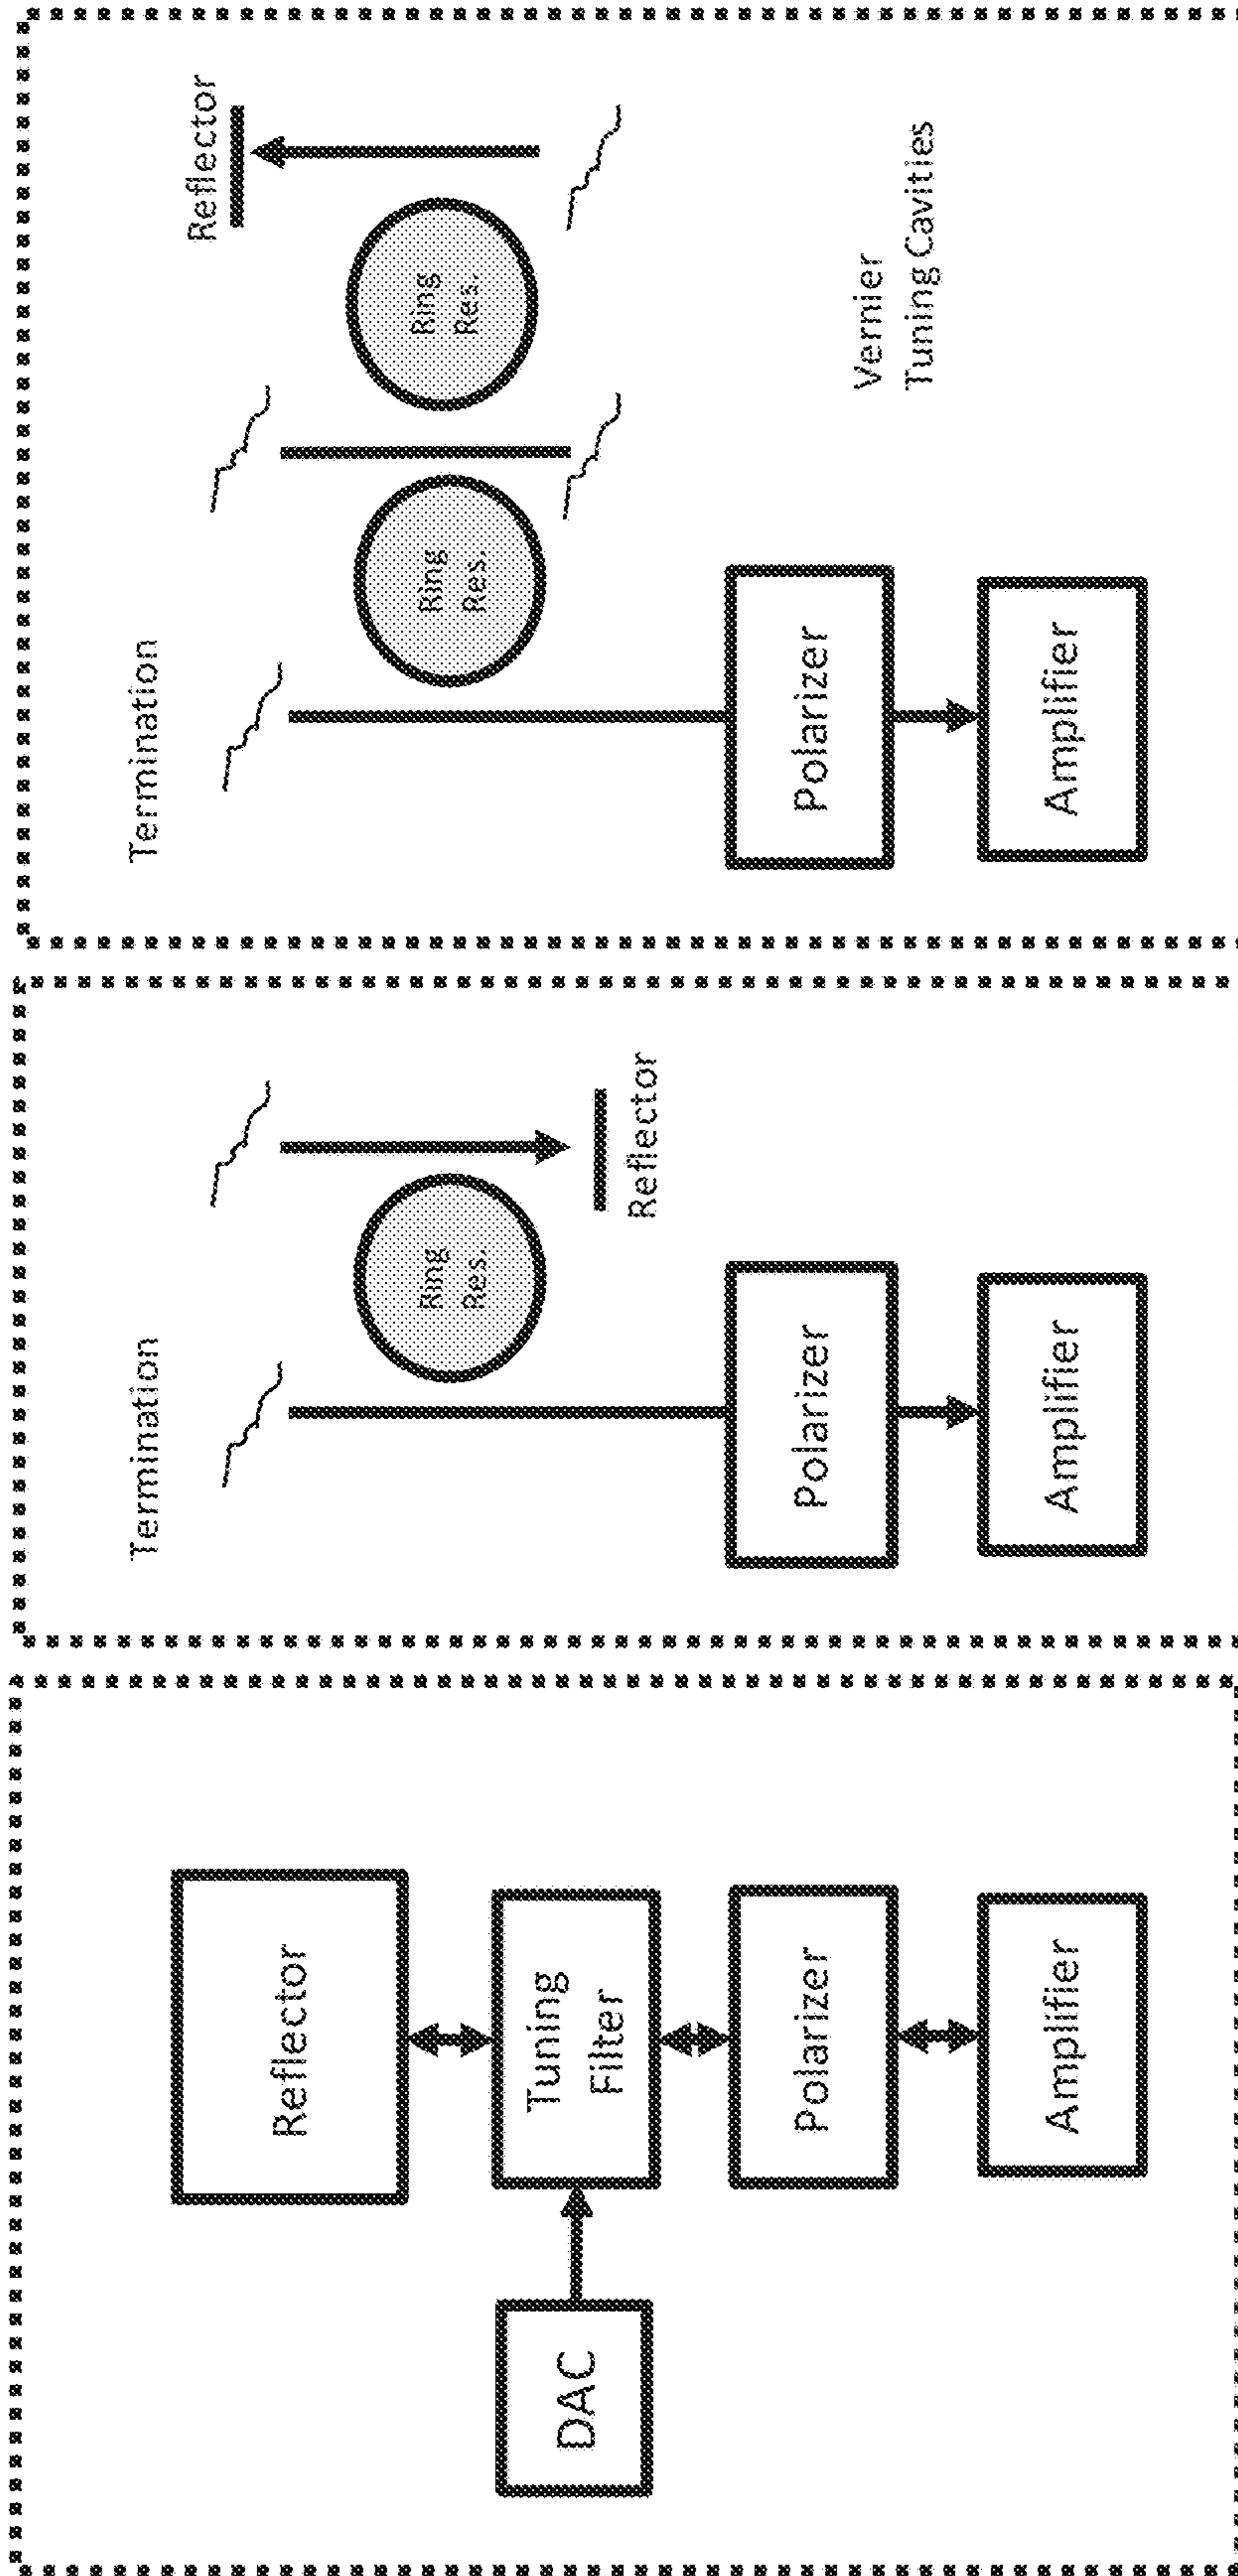 Reflector
DAC
Tuning
Filter
Polarizer
Amplifier
Termination
Ring
Res.
Reflector
Polarizer
Amplifier
Termination
Reflector
Ring
Res.
Ring
Res.
Polarizer
Vernier
Tuning Cavities
Amplifier